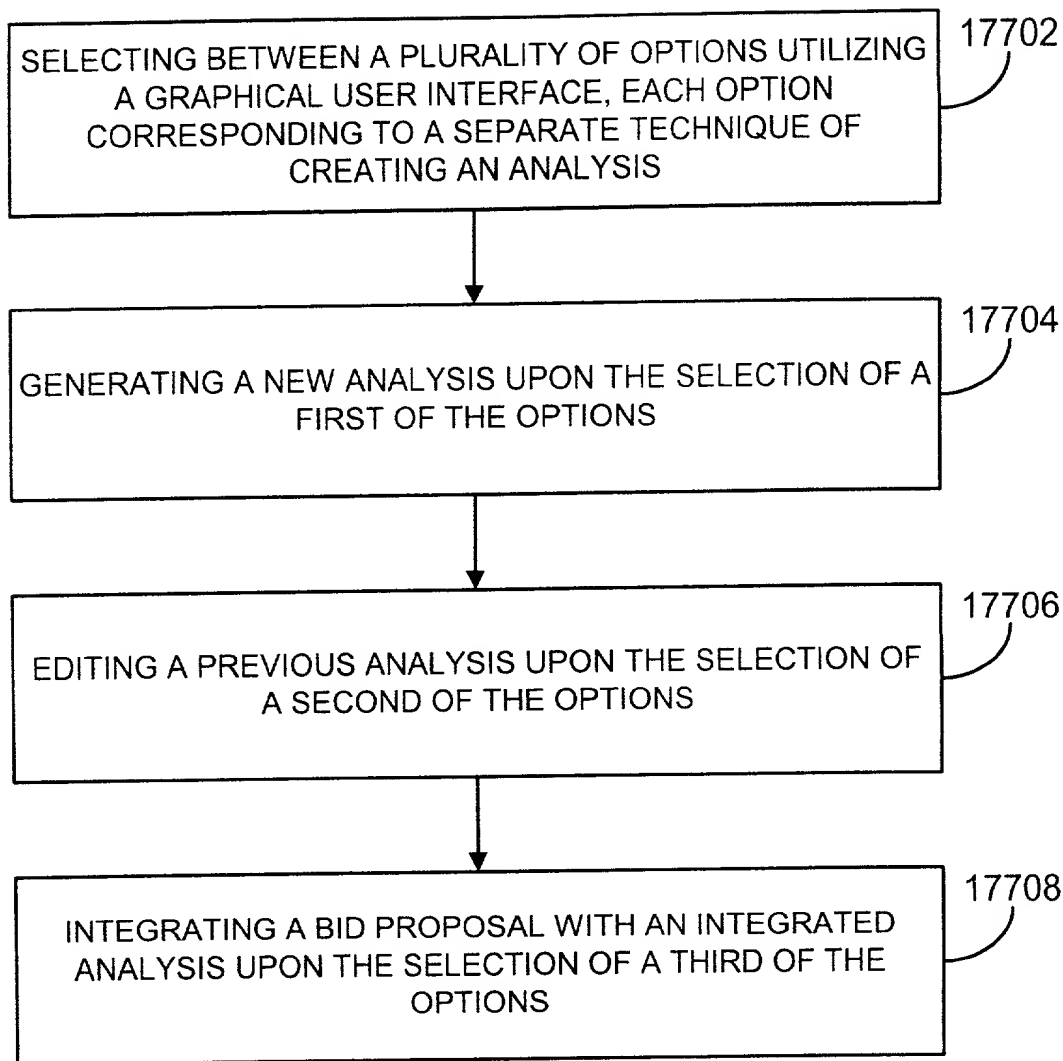 17702
SELECTING BETWEEN A PLURALITY OF OPTIONS UTILIZING
A GRAPHICAL USER INTERFACE, EACH OPTION
CORRESPONDING TO A SEPARATE TECHNIQUE OF
CREATING AN ANALYSIS
17704
GENERATING A NEW ANALYSIS UPON THE SELECTION OF A
FIRST OF THE OPTIONS
17706
EDITING A PREVIOUS ANALYSIS UPON THE SELECTION OF
A SECOND OF THE OPTIONS
17708
INTEGRATING A BID PROPOSAL WITH AN INTEGRATED
ANALYSIS UPON THE SELECTION OF A THIRD OF THE
OPTIONS